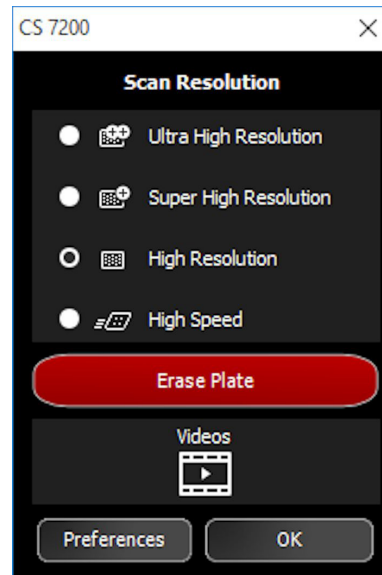 CS 7200
Scan Resolution
Ultra High Resolution
Super High Resolution
High Resolution
High Speed
Erase Plate
Videos
Preferences
OK